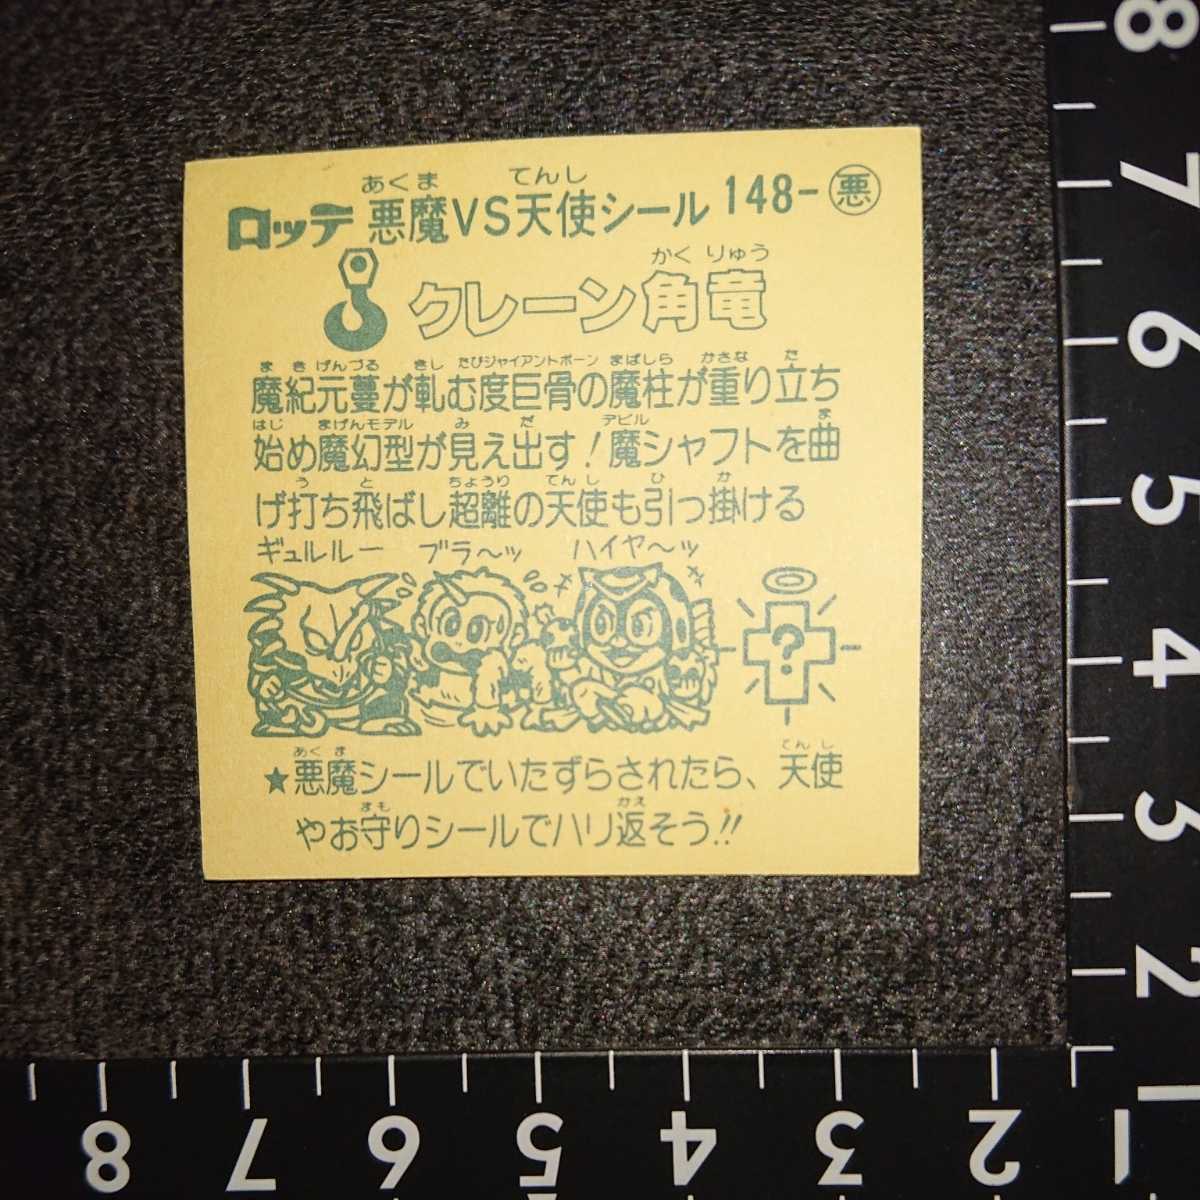 あくま てんし
ロッテ 悪魔VS天使シール 148-悪
かくりゅう
クレーン角竜
まきげんづる きし たびジャイアントボーン まばしら かさな た
魔紀元蔓が軋む度巨骨の魔柱が重り立ち
はじ まげんモデル み だ デビル ま
始め魔幻型が見え出す！魔シャフトを曲
う と ちょうり てんし ひ か
げ打ち飛ばし超離の天使も引っ掛ける
ギュルルー ブラ〜ッ ハイヤ〜ッ
?
あくま てんし
★悪魔シールでいたずらされたら、天使
まも かえ
やお守りシールでハリ返そう!!
8
7
6
5
4
3
2
1
8 7 6 5 4 3 2